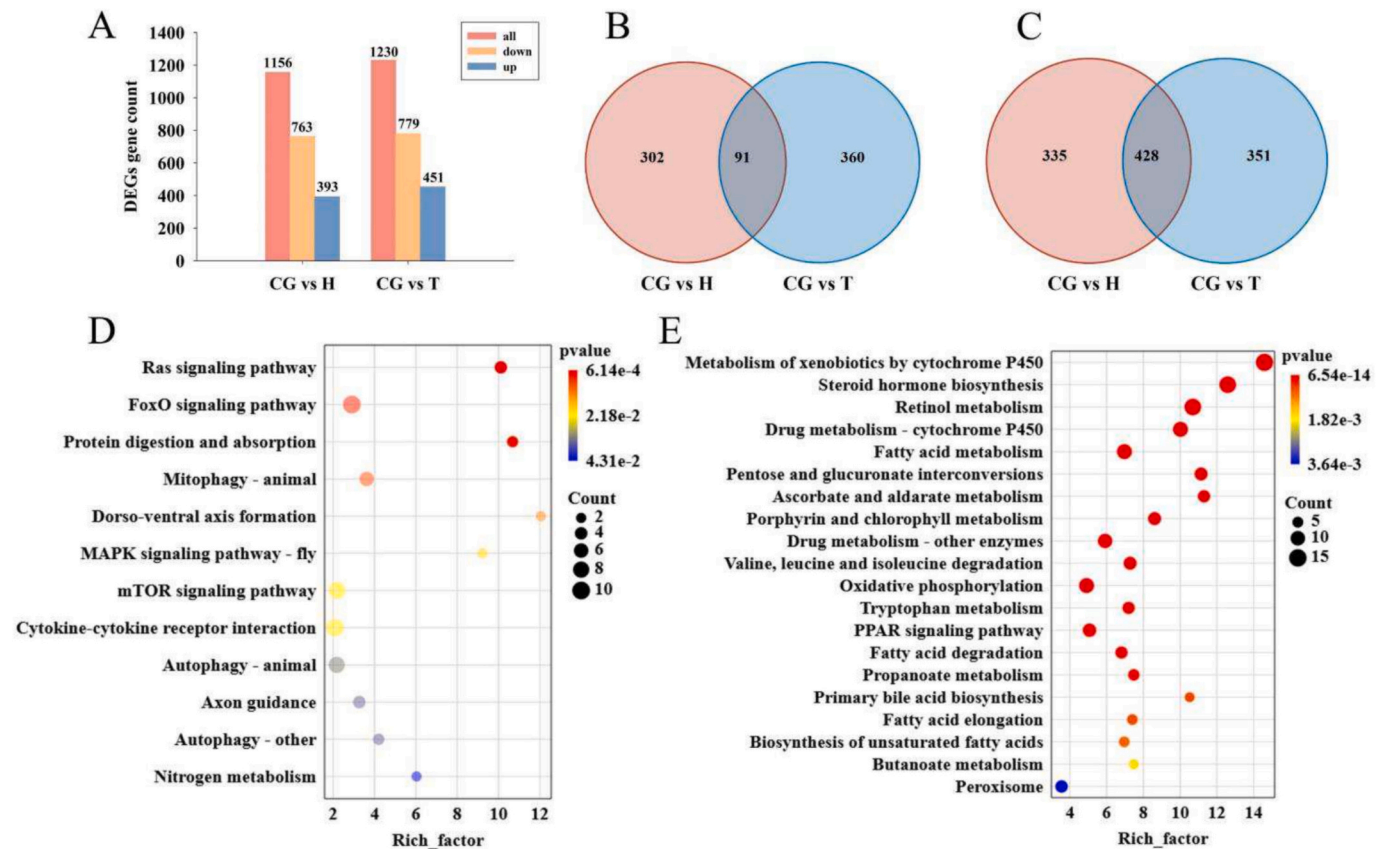 A
all
down
up
DEGs gene count
1400
1200
1000
800
600
400
200
0
1156
763
393
1230
779
451
CG vs H
CG vs T
B
302
91
360
CG vs H
CG vs T
C
335
428
351
CG vs H
CG vs T
D
Ras signaling pathway
FoxO signaling pathway
Protein digestion and absorption
Mitophagy - animal
Dorso-ventral axis formation
MAPK signaling pathway - fly
mTOR signaling pathway
Cytokine-cytokine receptor interaction
Autophagy - animal
Axon guidance
Autophagy - other
Nitrogen metabolism
2 4 6 8 10 12
Rich_factor
pvalue
6.14e-4
2.18e-2
4.31e-2
Count
2
4
6
8
10
E
Metabolism of xenobiotics by cytochrome P450
Steroid hormone biosynthesis
Retinol metabolism
Drug metabolism - cytochrome P450
Fatty acid metabolism
Pentose and glucuronate interconversions
Ascorbate and aldarate metabolism
Porphyrin and chlorophyll metabolism
Drug metabolism - other enzymes
Valine, leucine and isoleucine degradation
Oxidative phosphorylation
Tryptophan metabolism
PPAR signaling pathway
Fatty acid degradation
Propanoate metabolism
Primary bile acid biosynthesis
Fatty acid elongation
Biosynthesis of unsaturated fatty acids
Butanoate metabolism
Peroxisome
4 6 8 10 12 14
Rich_factor
pvalue
6.54e-14
1.82e-3
3.64e-3
Count
5
10
15